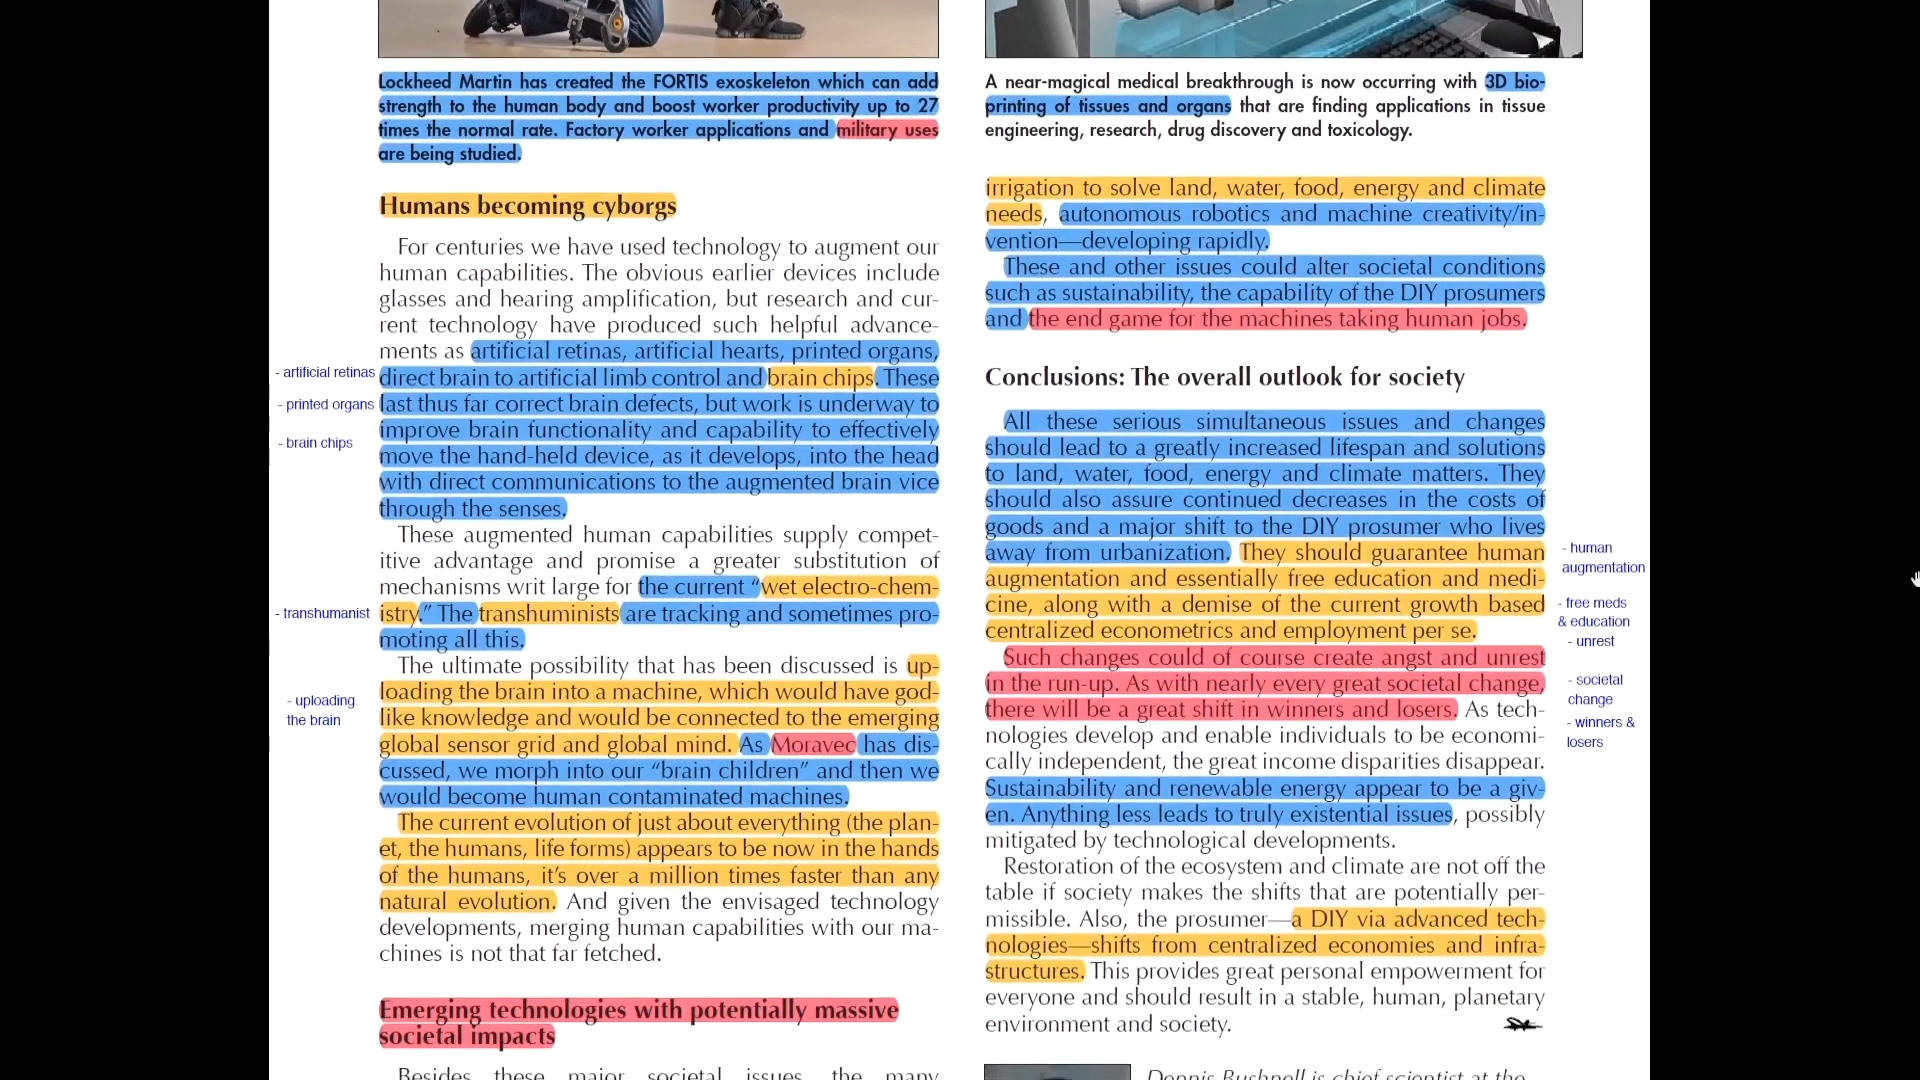 Lockheed Martin has created the FORTIS exoskeleton which can add
strength to the human body and boost worker productivity up to 27
times the normal rate. Factory worker applications and military uses
are being studied.
Humans becoming cyborgs
For centuries we have used technology to augment our
human capabilities. The obvious earlier devices include
glasses and hearing amplification, but research and cur-
rent technology have produced such helpful advance-
ments as artificial retinas, artificial hearts, printed organs,
direct brain to artificial limb control and brain chips. These
last thus far correct brain defects, but work is underway to
improve brain functionality and capability to effectively
move the hand-held device, as it develops, into the head
with direct communications to the augmented brain vice
through the senses.
These augmented human capabilities supply compet-
itive advantage and promise a greater substitution of
mechanisms writ large for the current “wet electro-chem-
istry.” The transhuminists are tracking and sometimes pro-
moting all this.
The ultimate possibility that has been discussed is up-
loading the brain into a machine, which would have god-
like knowledge and would be connected to the emerging
global sensor grid and global mind. As Moravec has dis-
cussed, we morph into our “brain children” and then we
would become human contaminated machines.
The current evolution of just about everything (the plan-
et, the humans, life forms) appears to be now in the hands
of the humans, it’s over a million times faster than any
natural evolution. And given the envisaged technology
developments, merging human capabilities with our ma-
chines is not that far fetched.
Emerging technologies with potentially massive
societal impacts
Besides these major societal issues, the many
- artificial retinas
- printed organs
- brain chips
- transhumanist
- uploading
the brain
A near-magical medical breakthrough is now occurring with 3D bio-
printing of tissues and organs that are finding applications in tissue
engineering, research, drug discovery and toxicology.
irrigation to solve land, water, food, energy and climate
needs, autonomous robotics and machine creativity/in-
vention—developing rapidly.
These and other issues could alter societal conditions
such as sustainability, the capability of the DIY prosumers
and the end game for the machines taking human jobs.
Conclusions: The overall outlook for society
All these serious simultaneous issues and changes
should lead to a greatly increased lifespan and solutions
to land, water, food, energy and climate matters. They
should also assure continued decreases in the costs of
goods and a major shift to the DIY prosumer who lives
away from urbanization. They should guarantee human
augmentation and essentially free education and medi-
cine, along with a demise of the current growth based
centralized econometrics and employment per se.
Such changes could of course create angst and unrest
in the run-up. As with nearly every great societal change,
there will be a great shift in winners and losers. As tech-
nologies develop and enable individuals to be economi-
cally independent, the great income disparities disappear.
Sustainability and renewable energy appear to be a giv-
en. Anything less leads to truly existential issues, possibly
mitigated by technological developments.
Restoration of the ecosystem and climate are not off the
table if society makes the shifts that are potentially per-
missible. Also, the prosumer—a DIY via advanced tech-
nologies—shifts from centralized economies and infra-
structures. This provides great personal empowerment for
everyone and should result in a stable, human, planetary
environment and society.
Dennis Bushnell is chief scientist at the
- human
augmentation
- free meds
& education
- unrest
- societal
change
- winners &
losers